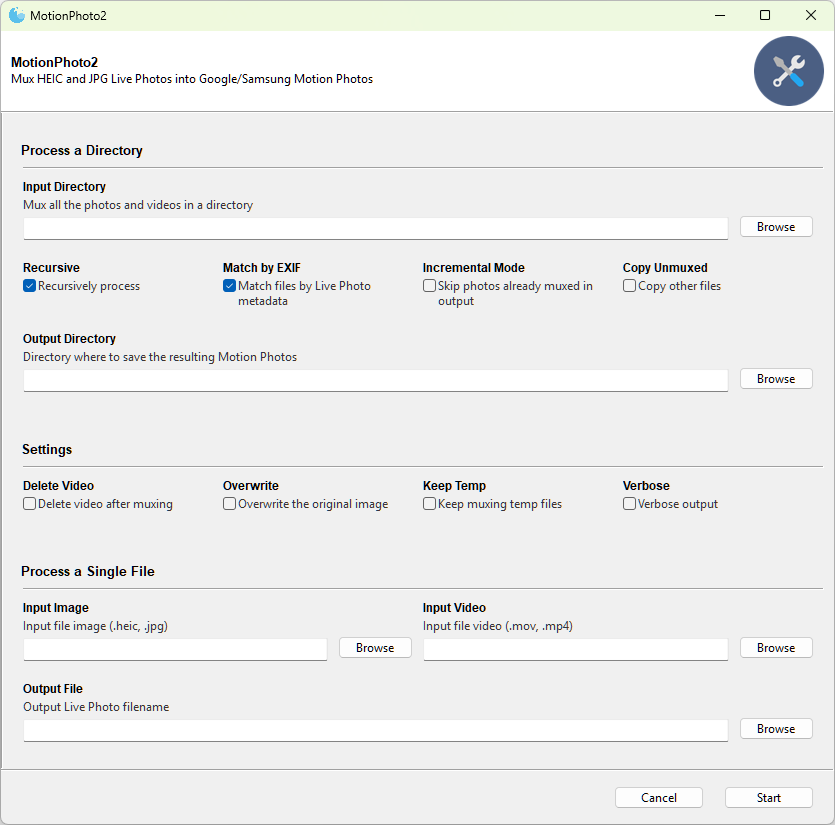 MotionPhoto2
MotionPhoto2
Mux HEIC and JPG Live Photos into Google/Samsung Motion Photos
Process a Directory
Input Directory
Mux all the photos and videos in a directory
Browse
Recursive
Recursively process
Match by EXIF
Match files by Live Photo
metadata
Incremental Mode
Skip photos already muxed in
output
Copy Unmuxed
Copy other files
Output Directory
Directory where to save the resulting Motion Photos
Browse
Settings
Delete Video
Delete video after muxing
Overwrite
Overwrite the original image
Keep Temp
Keep muxing temp files
Verbose
Verbose output
Process a Single File
Input Image
Input file image (.heic, .jpg)
Browse
Input Video
Input file video (.mov, .mp4)
Browse
Output File
Output Live Photo filename
Browse
Cancel
Start